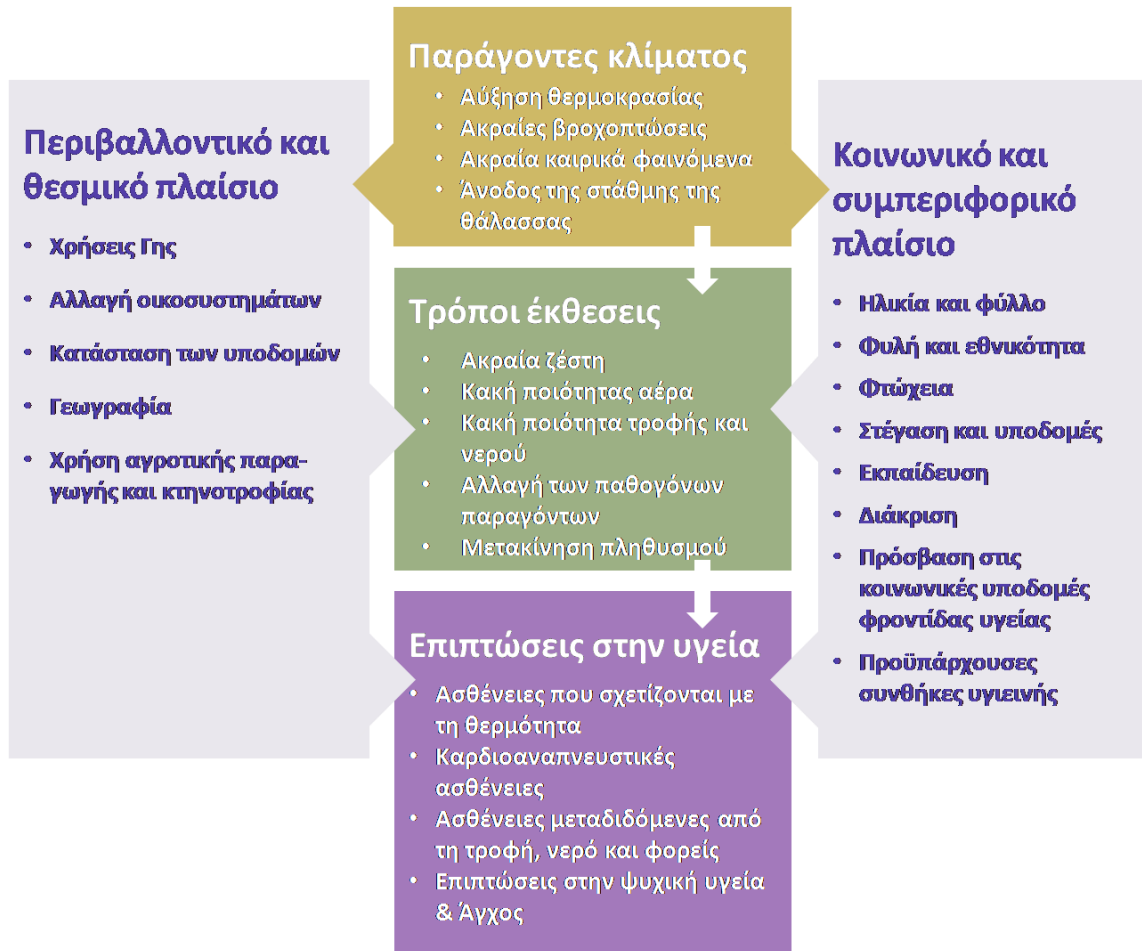 Παράγοντες κλίματος
• Αύξηση θερμοκρασίας
• Ακραίες βροχοπτώσεις
• Ακραία καιρικά φαινόμενα
• Άνοδος της στάθμης της
θάλασσας
Περιβαλλοντικό και
θεσμικό πλαίσιο
• Χρήσεις Γης
• Αλλαγή οικοσυστημάτων
• Κατάσταση των υποδομών
• Γεωγραφία
• Χρήση αγροτικής παρα-
γωγής και κτηνοτροφίας
Τρόποι έκθεσεις
• Ακραία ζέστη
• Κακή ποιότητας αέρα
• Κακή ποιότητα τροφής και
νερού
• Αλλαγή των παθογόνων
παραγόντων
• Μετακίνηση πληθυσμού
Επιπτώσεις στην υγεία
• Ασθένειες που σχετίζονται με
τη θερμότητα
• Καρδιοαναπνευστικές
ασθένειες
• Ασθένειες μεταδιδόμενες από
τη τροφή, νερό και φορείς
• Επιπτώσεις στην ψυχική υγεία
& Άγχος
Κοινωνικό και
συμπεριφορικό
πλαίσιο
• Ηλικία και φύλλο
• Φυλή και εθνικότητα
• Φτώχεια
• Στέγαση και υποδομές
• Εκπαίδευση
• Διάκριση
• Πρόσβαση στις
κοινωνικές υποδομές
φροντίδας υγείας
• Προϋπάρχουσες
συνθήκες υγιεινής